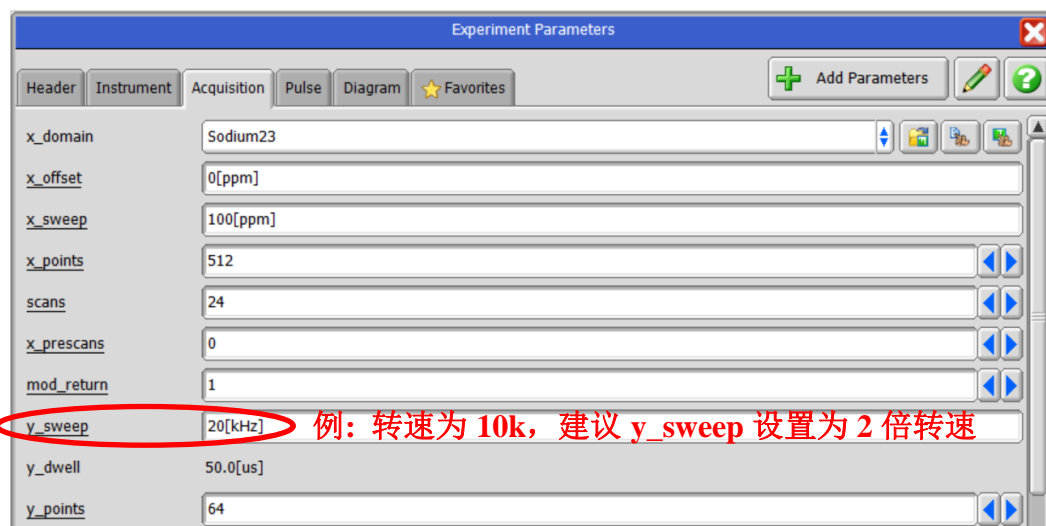 Experiment Parameters
Header Instrument Acquisition Pulse Diagram Favorites Add Parameters
x_domain Sodium23
x_offset 0[ppm]
x_sweep 100[ppm]
x_points 512
scans 24
x_prescans 0
mod_return 1
y_sweep 20[kHz] 例: 转速为 10k，建议 y_sweep 设置为 2 倍转速
y_dwell 50.0[us]
y_points 64